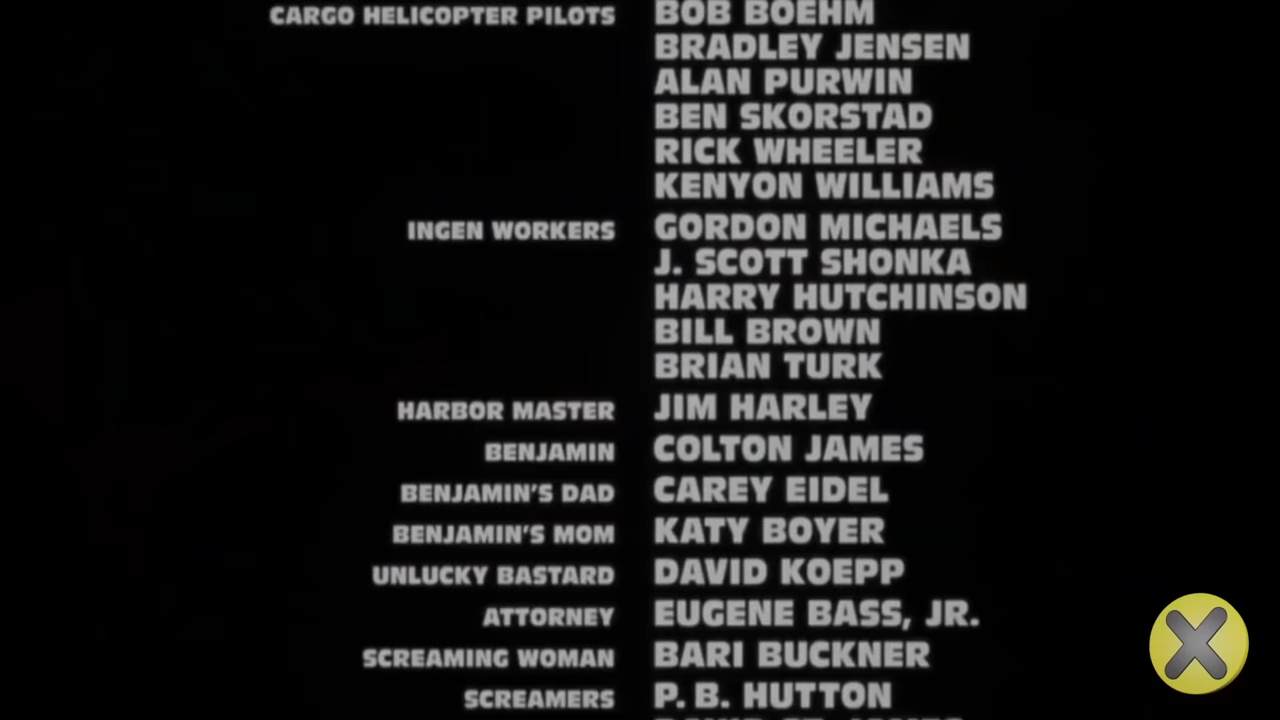 CARGO HELICOPTER PILOTS BOB BOEHM
BRADLEY JENSEN
ALAN PURWIN
BEN SKORSTAD
RICK WHEELER
KENYON WILLIAMS
INGEN WORKERS GORDON MICHAELS
J. SCOTT SHONKA
HARRY HUTCHINSON
BILL BROWN
BRIAN TURK
HARBOR MASTER JIM HARLEY
BENJAMIN COLTON JAMES
BENJAMIN'S DAD CAREY EIDEL
BENJAMIN'S MOM KATY BOYER
UNLUCKY BASTARD DAVID KOEPP
ATTORNEY EUGENE BASS, JR.
SCREAMING WOMAN BARI BUCKNER
SCREAMERS P. B. HUTTON